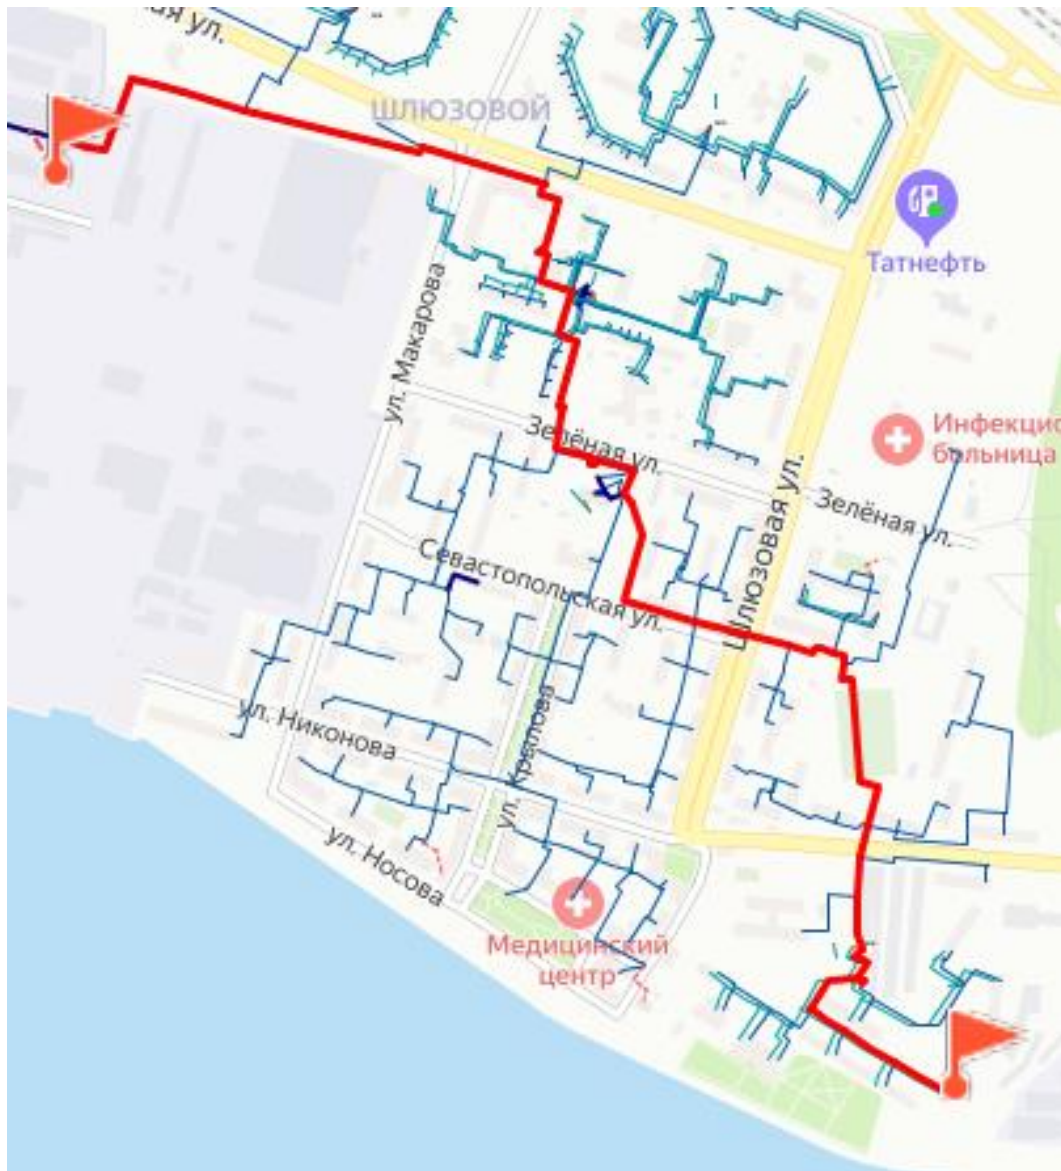 ая ул.
ШЛЮЗОВОЙ
Татнефть
ул. Макарова
Зелёная ул.
Инфекцио
больница
Шлюзовая ул.
Зелёная ул.
Севастопольская ул.
ул. Никонова
ул. Крылова
ул. Носова
Медицинский
центр